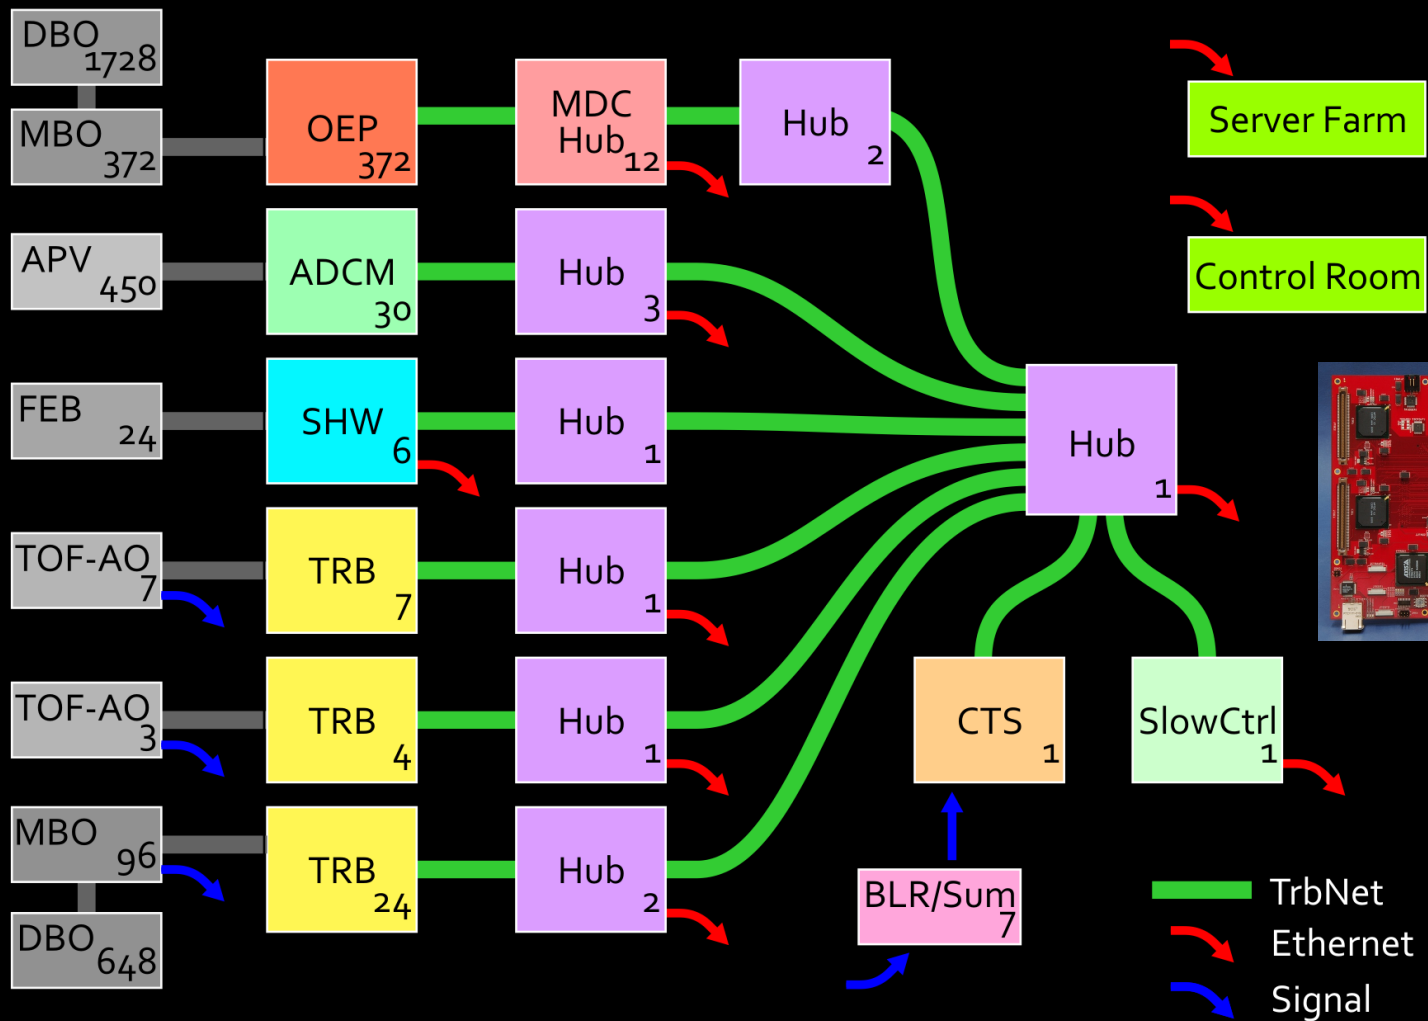 DBO
1728
MBO
372
OEP
372
MDC
Hub
12
Hub
2
Server Farm
APV
450
ADCM
30
Hub
3
Control Room
FEB
24
SHW
6
Hub
1
Hub
1
TOF-AO
7
TRB
7
Hub
1
TOF-AO
3
TRB
4
Hub
1
CTS
1
SlowCtrl
1
MBO
96
DBO
648
TRB
24
Hub
2
BLR/Sum
7
TrbNet
Ethernet
Signal